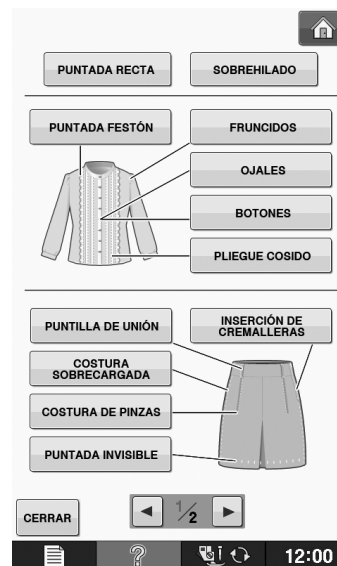 PUNTADA RECTA
SOBREHILADO
PUNTADA FESTÓN
FRUNCIDOS
OJALES
BOTONES
PLIEGUE COSIDO
PUNTILLA DE UNIÓN
INSERCIÓN DE
CREMALLERAS
COSTURA
SOBRECARGADA
COSTURA DE PINZAS
PUNTADA INVISIBLE
CERRAR
1/2
12:00